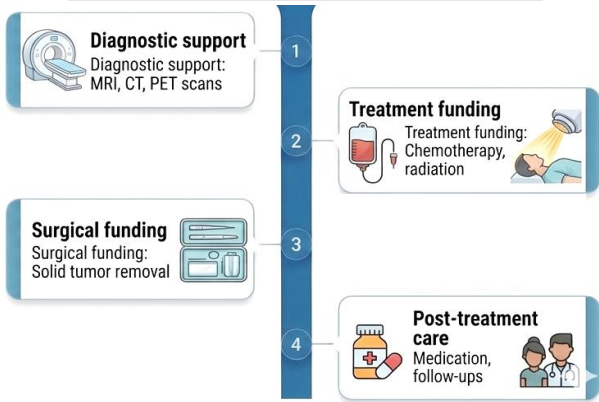 Diagnostic support
Diagnostic support:
MRI, CT, PET scans
1
Treatment funding
Treatment funding:
Chemotherapy,
radiation
2
Surgical funding
Surgical funding:
Solid tumor removal
3
Post-treatment
care
Medication,
follow-ups
4